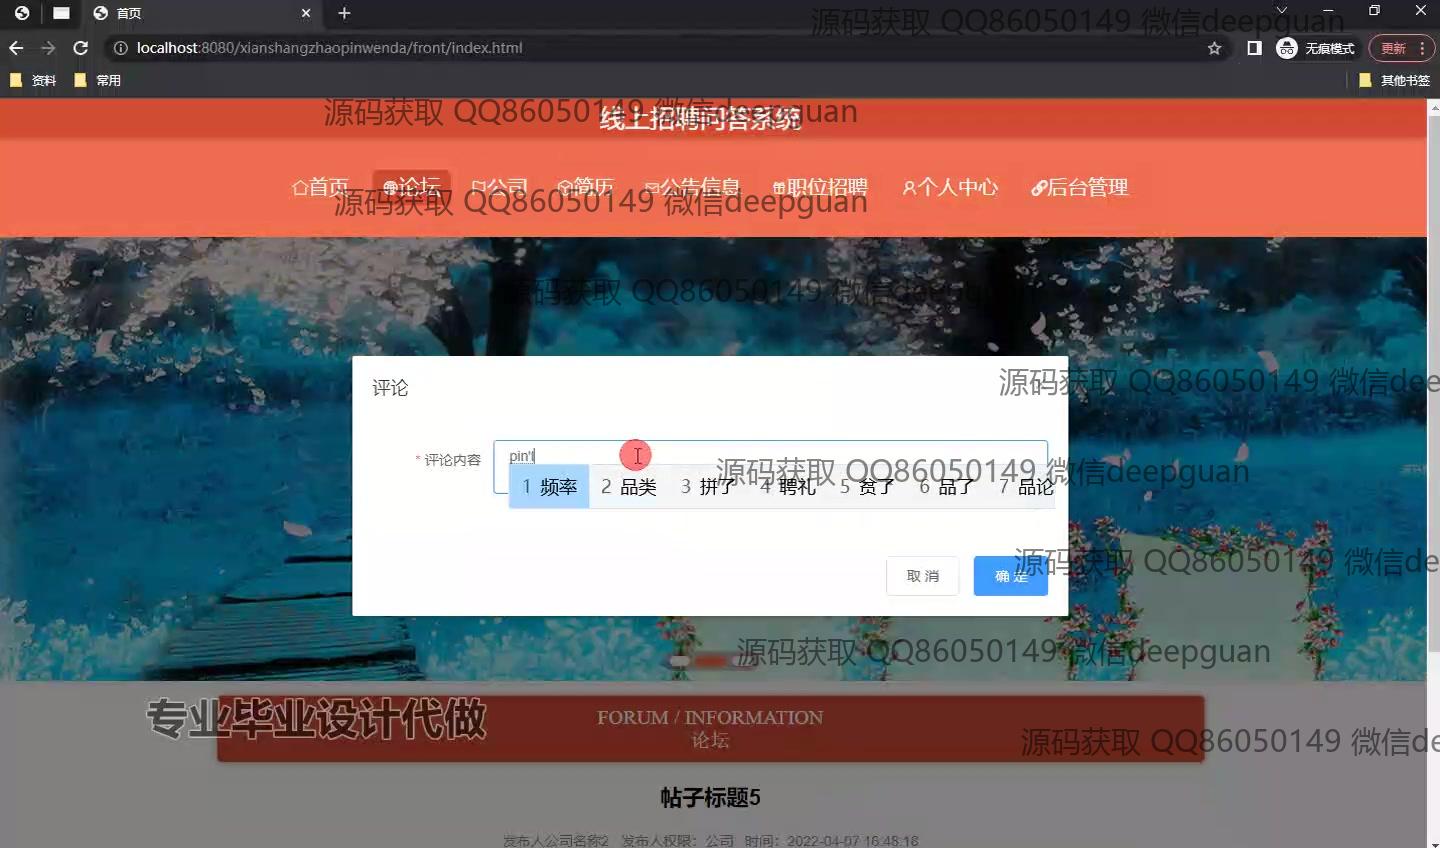 首页
localhost:8080/xianshangzhaopinwenda/front/index.html
无痕模式
更新
资料
常用
其他书签
源码获取 QQ86050149 微信deepguan
源码获取 QQ86050149 微信deepguan
线上招聘问答系统
首页
论坛
公司
简历
公告信息
职位招聘
个人中心
后台管理
源码获取 QQ86050149 微信deepguan
源码获取 QQ86050149 微信deepguan
评论
源码获取 QQ86050149 微信dee
* 评论内容
pin'l
源码获取 QQ86050149 微信deepguan
1 频率 2 品类 3 拼了 4 聘礼 5 贫了 6 品了 7 品论
源码获取 QQ86050149 微信de
取 消
确 定
源码获取 QQ86050149 微信deepguan
专业毕业设计代做
FORUM / INFORMATION
论坛
源码获取 QQ86050149 微信de
帖子标题5
发布人公司名称2 发布人权限：公司 时间：2022-04-07 16:48:16